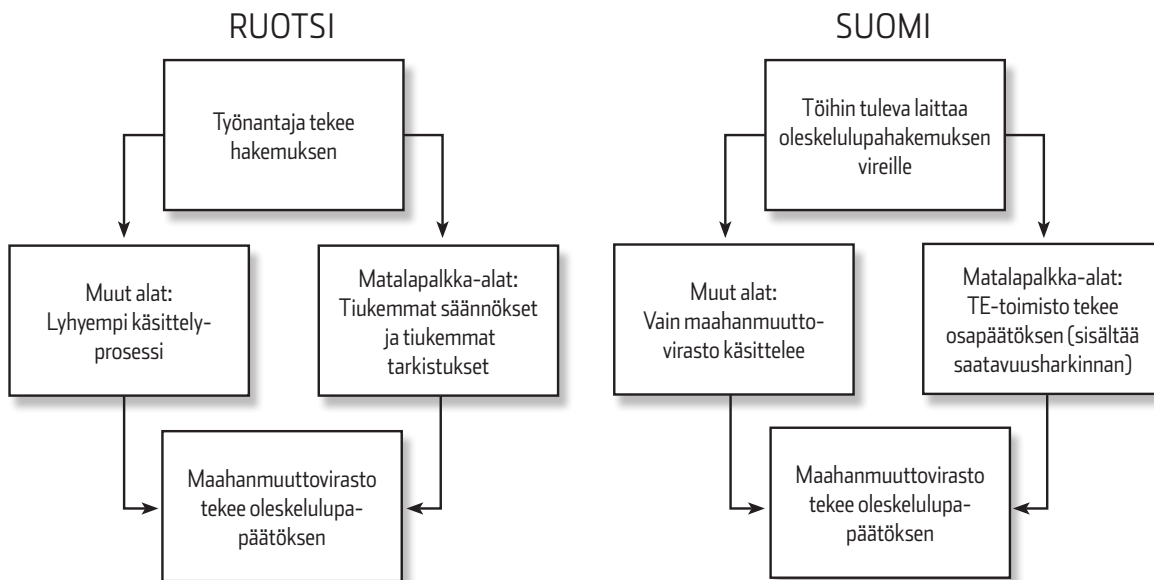 RUOTSI
Työnantaja tekee
hakemuksen
Muut alat:
Lyhyempi käsittely-
prosessi
Matalapalkka-alat:
Tiukemmat säännökset
ja tiukemmat
tarkistukset
Maahanmuuttovirasto
tekee oleskelulupa-
päätöksen
SUOMI
Töihin tuleva laittaa
oleskelulupahakemuksen
vireille
Muut alat:
Vain maahanmuutto-
virasto käsittelee
Matalapalkka-alat:
TE-toimisto tekee
osapäätöksen (sisältää
saatavuusharkinnan)
Maahanmuuttovirasto
tekee oleskelulupa-
päätöksen